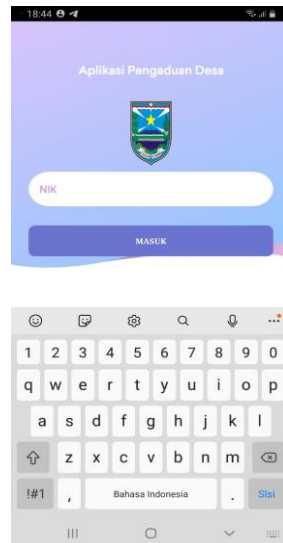 18:44
Aplikasi Pengaduan Desa
NIK
MASUK
1 2 3 4 5 6 7 8 9 0
q w e r t y u i o p
a s d f g h j k l
z x c v b n m
!#1 , Bahasa Indonesia . Slsi